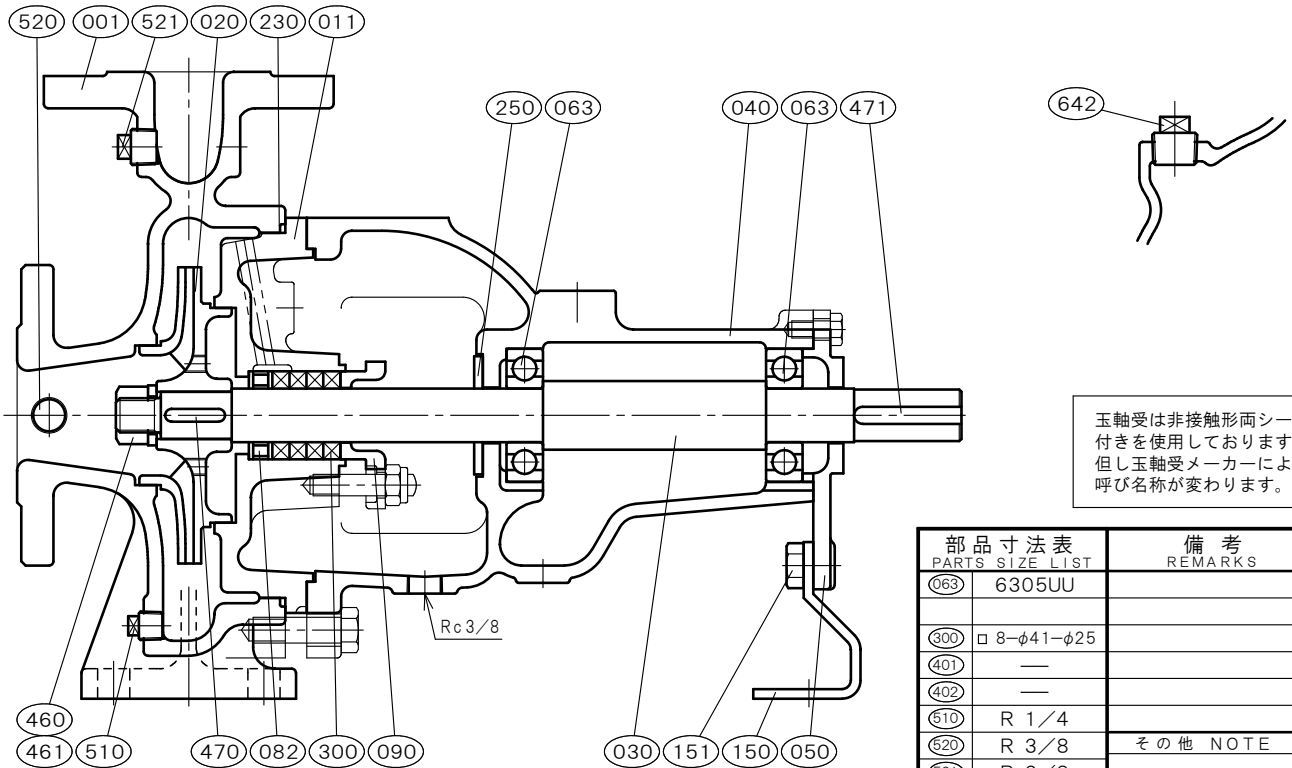 520 001 521 020 230 011
250 063 040 063 471
642
玉軸受は非接触形両シー
付きを使用しております
但し玉軸受メーカーによ
呼び名称が変わります。
部品寸法表 備考
PARTS SIZE LIST REMARKS
063 6305UU
300 □ 8-φ41-φ25
401 —
402 —
510 R 1/4
520 R 3/8 その他 NOTE
Rc3/8
460
461 510 470 082 300 090 030 151 150 050